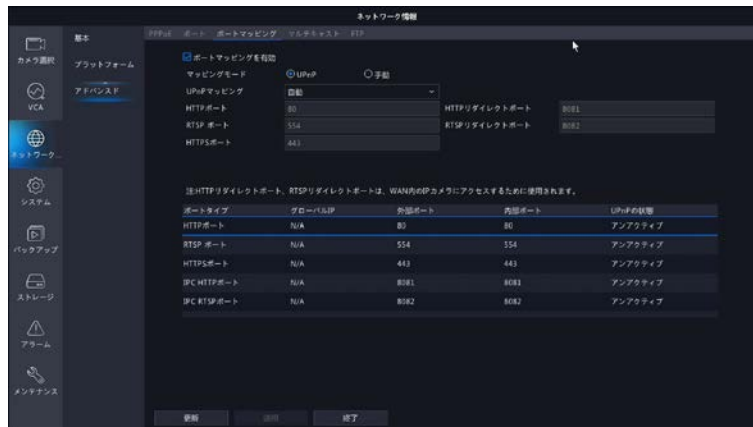 ネットワーク情報
PPPoE ポート ポートマッピング マルチキャスト FTP
カメラ選択
VCA
ネットワーク...
システム
バックアップ
ストレージ
アラーム
メンテナンス
基本
プラットフォーム
アドバンスド
ポートマッピングを有効
マッピングモード UPnP 手動
UPnPマッピング 自動
HTTPポート 80 HTTPリダイレクトポート 8081
RTSP ポート 554 RTSPリダイレクトポート 8082
HTTPSポート 443
注:HTTPリダイレクトポート、RTSPリダイレクトポートは、WAN内のIPカメラにアクセスするために使用されます。
ポートタイプ グローバルIP 外部ポート 内部ポート UPnPの状態
HTTPポート N/A 80 80 アンアクティブ
RTSP ポート N/A 554 554 アンアクティブ
HTTPSポート N/A 443 443 アンアクティブ
IPC HTTPポート N/A 8081 8081 アンアクティブ
IPC RTSPポート N/A 8082 8082 アンアクティブ
更新 終了